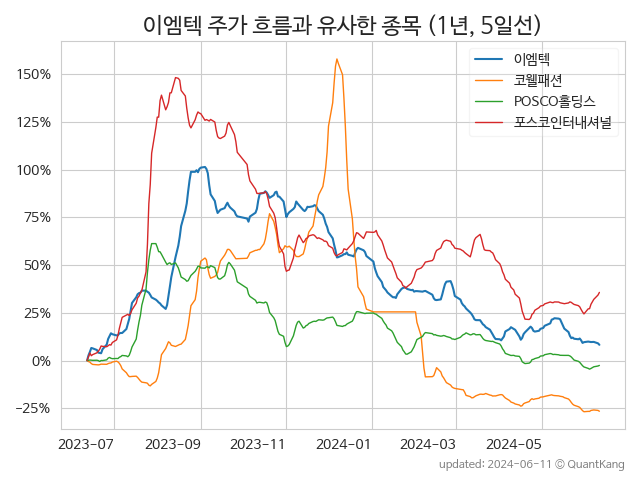 이엠텍 주가 흐름과 유사한 종목 (1년, 5일선)
이엠텍
코웰패션
POSCO홀딩스
포스코인터내셔널
150%
125%
100%
75%
50%
25%
0%
−25%
2023-07 2023-09 2023-11 2024-01 2024-03 2024-05
updated: 2024-06-11 © QuantKang